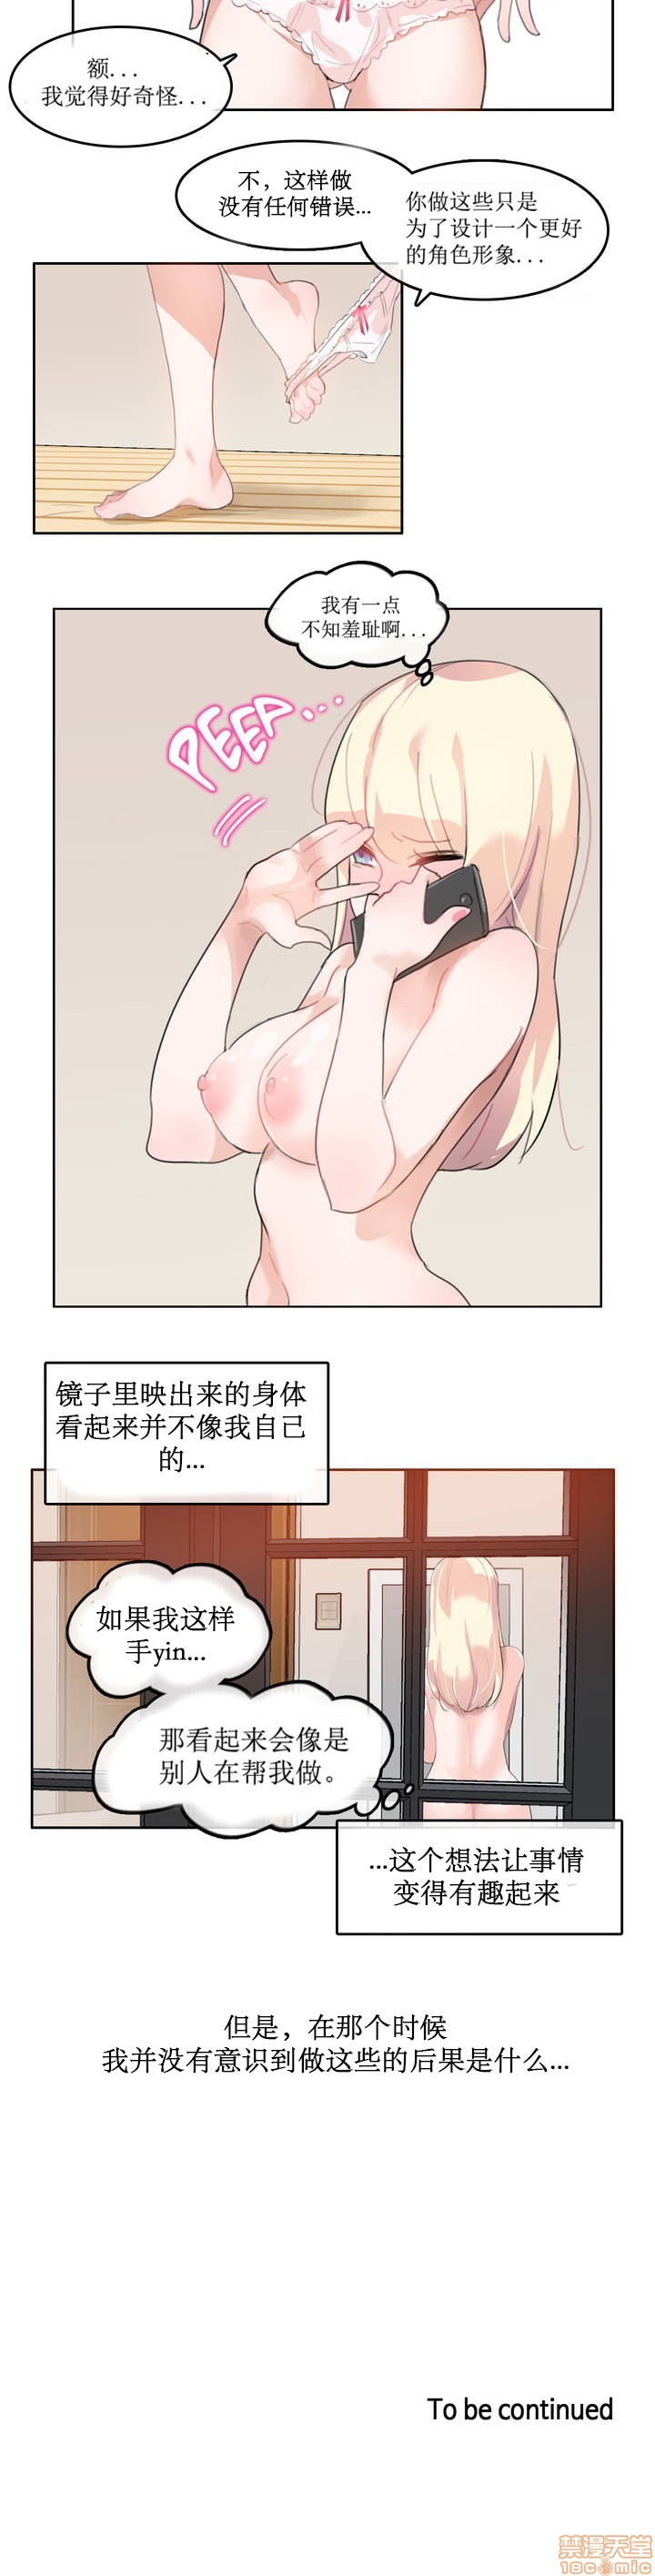 额...
我觉得好奇怪...
不，这样做
没有任何错误...
你做这些只是
为了设计一个更好
的角色形象...
我有一点
不知羞耻啊...
PEEP...
镜子里映出来的身体
看起来并不像我自己
的...
如果我这样
手yin...
那看起来会像是
别人在帮我做。
...这个想法让事情
变得有趣起来
但是，在那个时候
我并没有意识到做这些的后果是什么...
To be continued
禁漫天堂
18comic